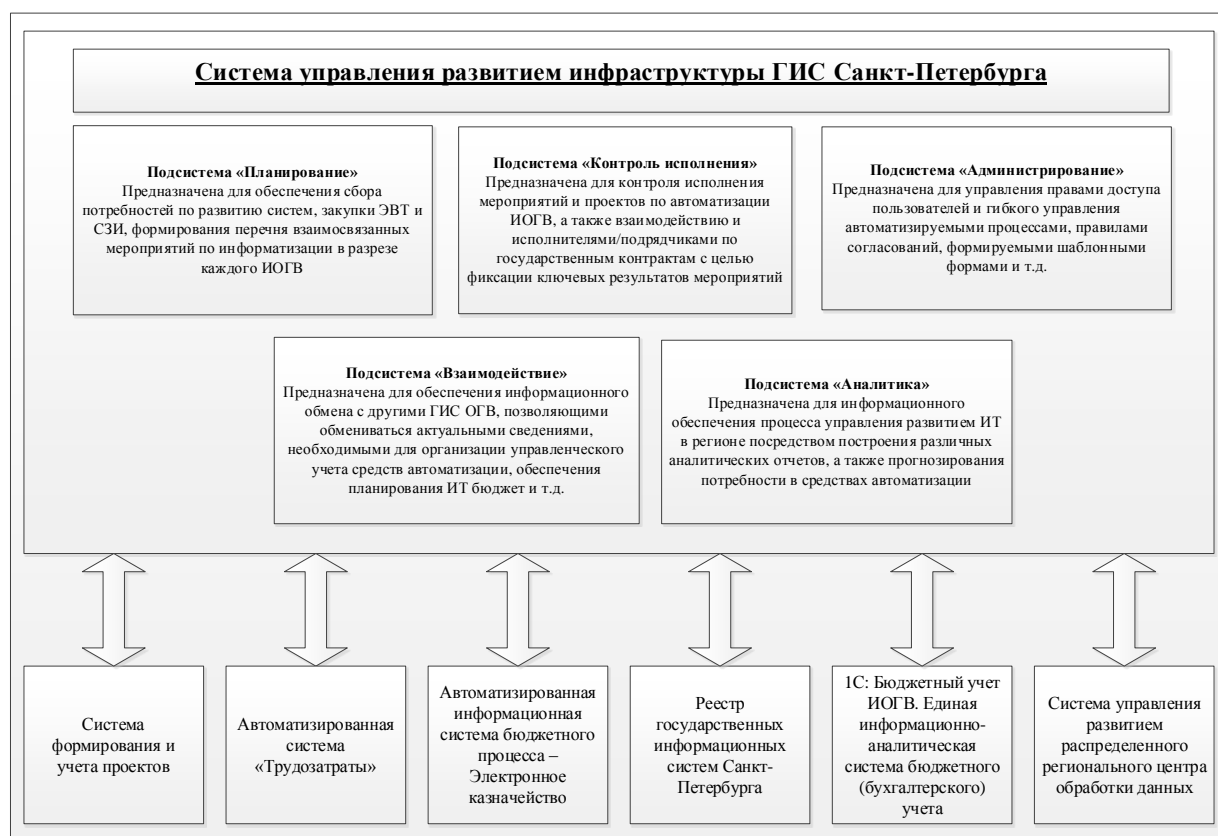 Система управления развитием инфраструктуры ГИС Санкт-Петербурга
Подсистема «Планирование»
Предназначена для обеспечения сбора
потребностей по развитию систем, закупки ЭВТ и
СЗИ, формирования перечня взаимосвязанных
мероприятий по информатизации в разрезе
каждого ИОГВ
Подсистема «Контроль исполнения»
Предназначена для контроля исполнения
мероприятий и проектов по автоматизации
ИОГВ, а также взаимодействию и
исполнителями/подрядчиками по
государственным контрактам с целью
фиксации ключевых результатов мероприятий
Подсистема «Администрирование»
Предназначена для управления правами доступа
пользователей и гибкого управления
автоматизируемыми процессами, правилами
согласований, формируемыми шаблонными
формами и т.д.
Подсистема «Взаимодействие»
Предназначена для обеспечения информационного
обмена с другими ГИС ОГВ, позволяющими
обмениваться актуальными сведениями,
необходимыми для организации управленческого
учета средств автоматизации, обеспечения
планирования ИТ бюджет и т.д.
Подсистема «Аналитика»
Предназначена для информационного
обеспечения процесса управления развитием ИТ
в регионе посредством построения различных
аналитических отчетов, а также прогнозирования
потребности в средствах автоматизации
Система
формирования и
учета проектов
Автоматизированная
система
«Трудозатраты»
Автоматизированная
информационная
система бюджетного
процесса –
Электронное
казначейство
Реестр
государственных
информационных
систем Санкт-
Петербурга
1С: Бюджетный учет
ИОГВ. Единая
информационно-
аналитическая
система бюджетного
(бухгалтерского)
учета
Система управления
развитием
распределенного
регионального центра
обработки данных